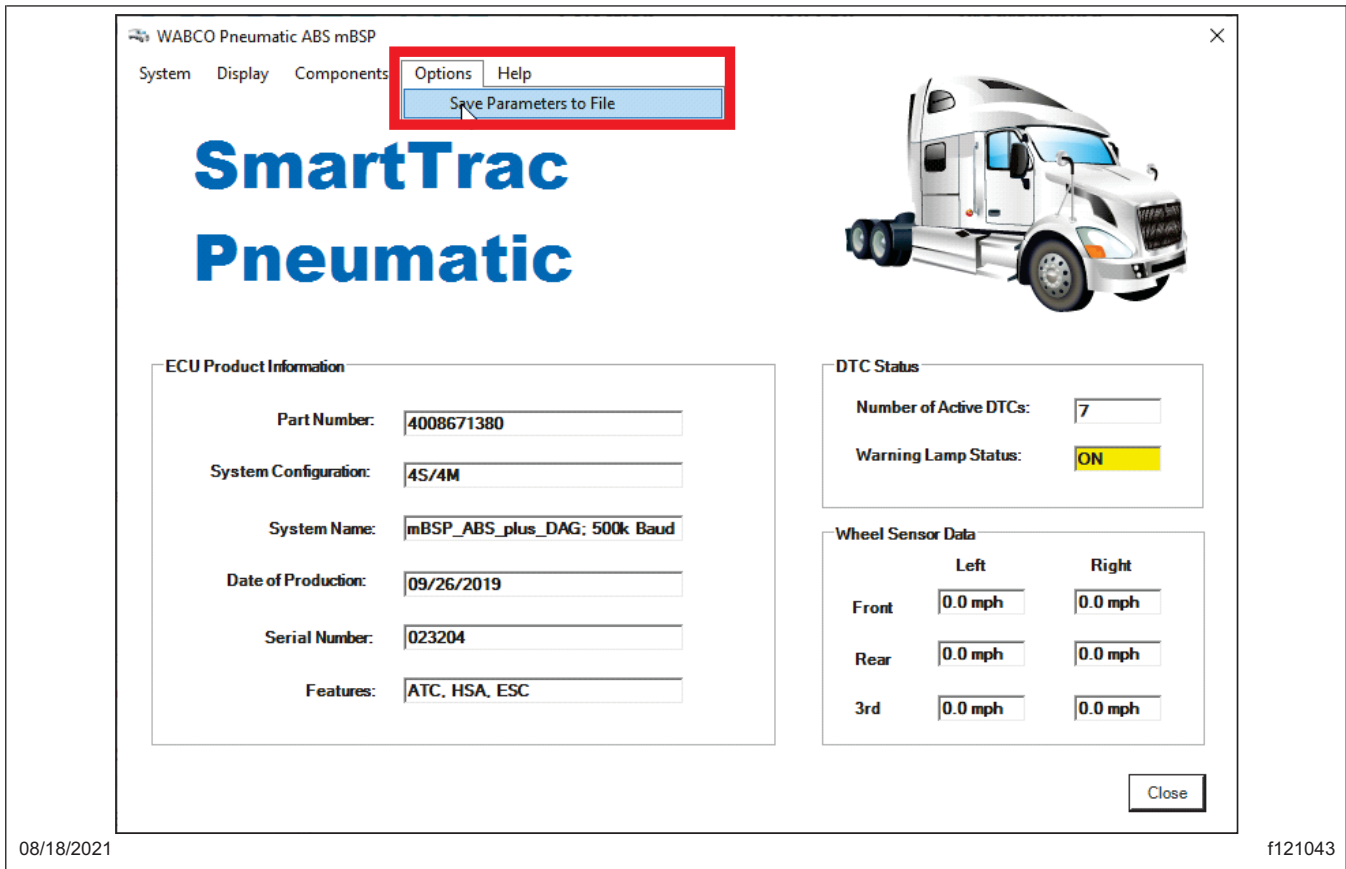 WABCO Pneumatic ABS mBSP
System Display Components Options Help
Save Parameters to File
SmartTrac
Pneumatic
ECU Product Information
Part Number: 4008671380
System Configuration: 4S/4M
System Name: mBSP_ABS_plus_DAG; 500k Baud
Date of Production: 09/26/2019
Serial Number: 023204
Features: ATC, HSA, ESC
DTC Status
Number of Active DTCs: 7
Warning Lamp Status: ON
Wheel Sensor Data
Left Right
Front 0.0 mph 0.0 mph
Rear 0.0 mph 0.0 mph
3rd 0.0 mph 0.0 mph
Close
08/18/2021 f121043